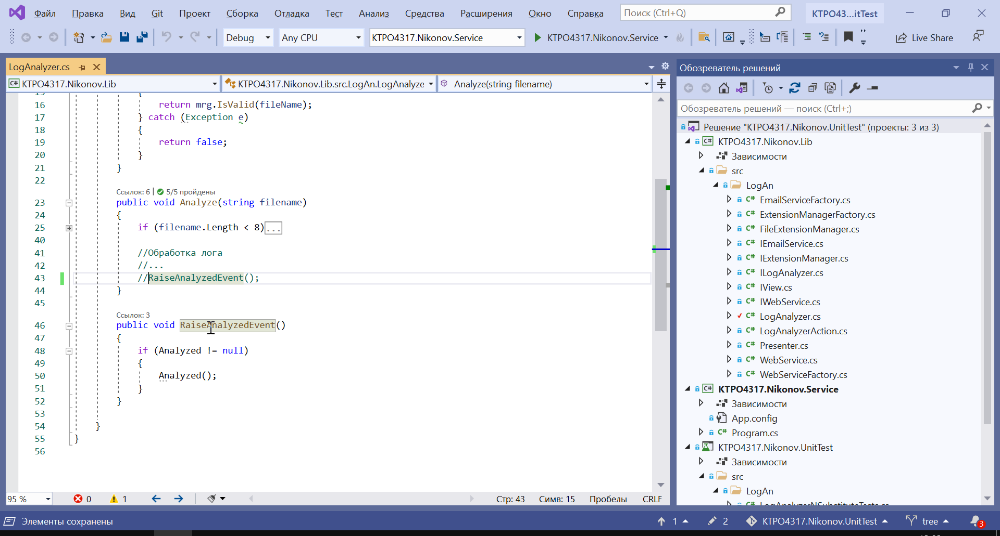 Файл Правка Вид Git Проект Сборка Отладка Тест Анализ Средства Расширения Окно Справка Поиск (Ctrl+Q) КТРО43...itTest
Debug Any CPU KTPO4317.Nikonov.Service KTPO4317.Nikonov.Service Live Share
LogAnalyzer.cs
C# KTPO4317.Nikonov.Lib KTPO4317.Nikonov.Lib.src.LogAn.LogAnalyze Analyze(string filename)
{
16 return mrg.IsValid(fileName);
17 } catch (Exception e)
18 {
19 return false;
20 }
21 }
22
Ссылок: 6 | 5/5 пройдены
23 public void Analyze(string filename)
24 {
25 if (filename.Length < 8)...
40
41 //Обработка лога
42 //...
43 //RaiseAnalyzedEvent();
44 }
45
Ссылок: 3
46 public void RaiseAnalyzedEvent()
47 {
48 if (Analyzed != null)
49 {
50 Analyzed();
51 }
52 }
53
54 }
55 }
56
95 % 0 1 Стр: 43 Симв: 15 Пробелы CRLF
Обозреватель решений
Обозреватель решений — поиск (Ctrl+;)
Решение "KTPO4317.Nikonov.UnitTest" (проекты: 3 из 3)
C# KTPO4317.Nikonov.Lib
Зависимости
src
LogAn
C# EmailServiceFactory.cs
C# ExtensionManagerFactory.cs
C# FileExtensionManager.cs
C# IEmailService.cs
C# IExtensionManager.cs
C# ILogAnalyzer.cs
C# IView.cs
C# IWebService.cs
C# LogAnalyzer.cs
C# LogAnalyzerAction.cs
C# Presenter.cs
C# WebService.cs
C# WebServiceFactory.cs
C# KTPO4317.Nikonov.Service
Зависимости
App.config
C# Program.cs
KTPO4317.Nikonov.UnitTest
Зависимости
src
LogAn
C# LogAnalyzerNSubstituteTests.cs
Элементы сохранены 1 2 KTPO4317.Nikonov.UnitTest tree 3